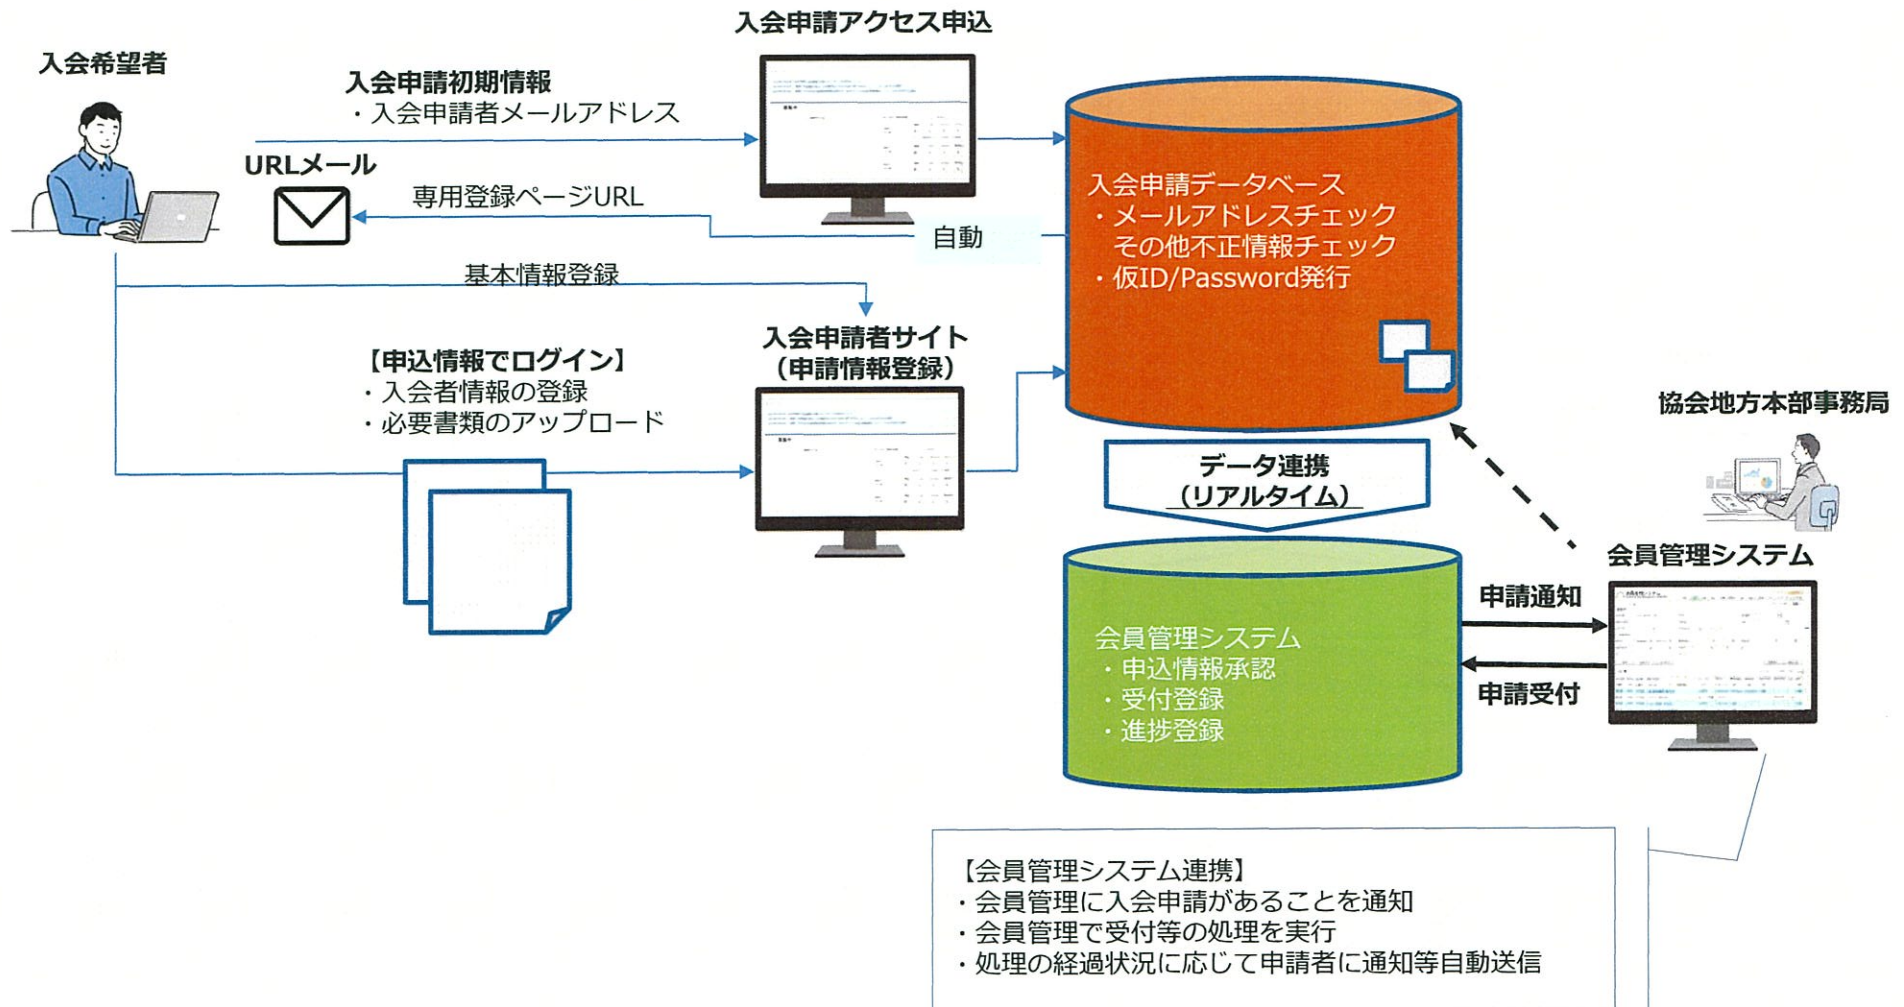 入会申請アクセス申込
入会希望者
入会申請初期情報
・入会申請者メールアドレス
URLメール
専用登録ページURL
自動
基本情報登録
入会申請データベース
・メールアドレスチェック
その他不正情報チェック
・仮ID/Password発行
【申込情報でログイン】
・入会者情報の登録
・必要書類のアップロード
入会申請者サイト
（申請情報登録）
データ連携
（リアルタイム）
協会地方本部事務局
会員管理システム
申請通知
申請受付
会員管理システム
・申込情報承認
・受付登録
・進捗登録
【会員管理システム連携】
・会員管理に入会申請があることを通知
・会員管理で受付等の処理を実行
・処理の経過状況に応じて申請者に通知等自動送信